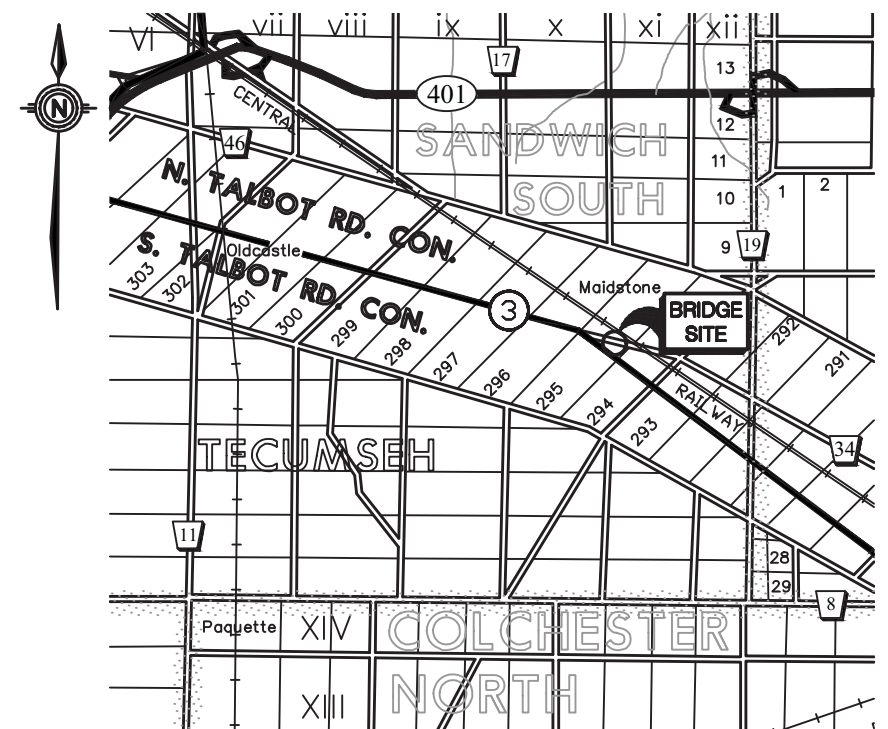 VI
vii
viii
ix
x
xi
xii
17
13
401
CENTRAL
12
SANDWICH
46
11
SOUTH
10
1
2
N. TALBOT RD. CON.
9
19
N
S. TALBOT RD. CON.
Oldcastle
303
302
301
300
299
298
297
296
295
294
293
292
291
Maidstone
3
BRIDGE
SITE
RAILWAY
34
TECUMSEH
11
28
29
8
Paquette
XIV
COLCHESTER
NORTH
XIII